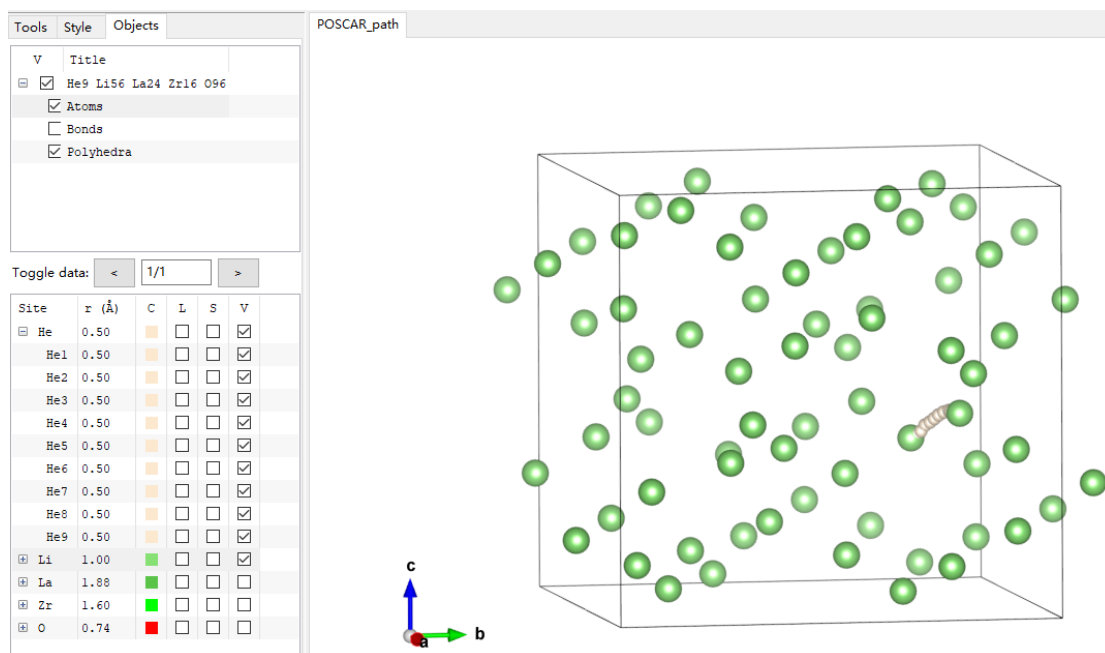 Tools Style Objects
POSCAR_path
V Title
He9 Li56 La24 Zr16 O96
Atoms
Bonds
Polyhedra
Toggle data: < 1/1 >
Site r (Å) C L S V
He 0.50
He1 0.50
He2 0.50
He3 0.50
He4 0.50
He5 0.50
He6 0.50
He7 0.50
He8 0.50
He9 0.50
Li 1.00
La 1.88
Zr 1.60
O 0.74
c
b
a